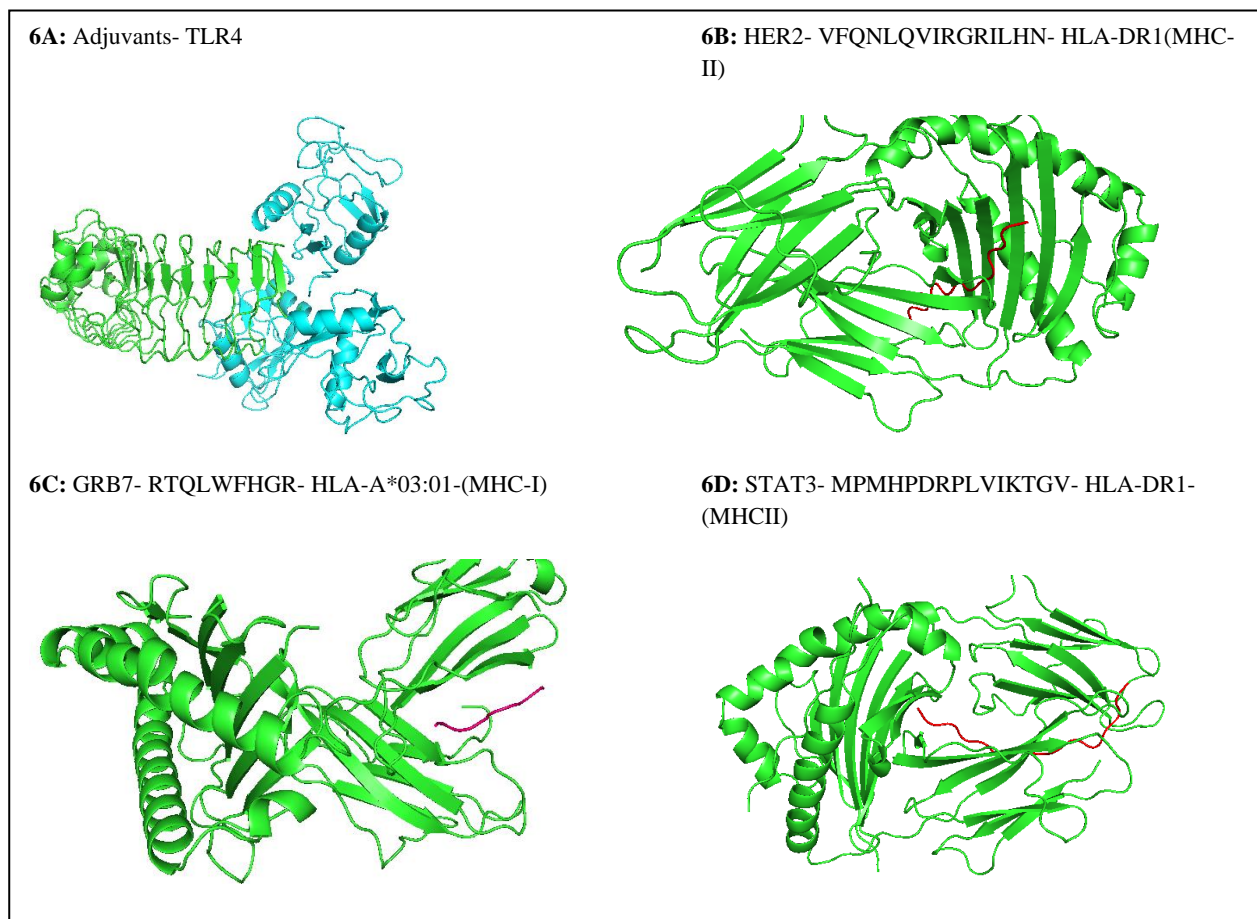 6A: Adjuvants- TLR4
6B: HER2- VFQNLQVIRGRILHN- HLA-DR1(MHC-
II)
6C: GRB7- RTQLWFHGR- HLA-A*03:01-(MHC-I)
6D: STAT3- MPMHPDRPLVIKTGV- HLA-DR1-
(MHCII)